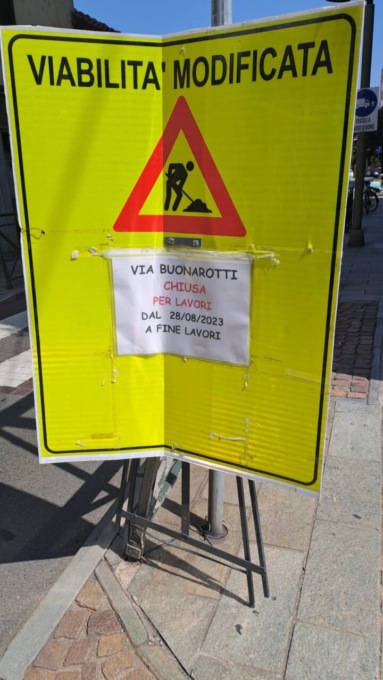 VIABILITA' MODIFICATA
VIA BUONAROTTI
CHIUSA
PER LAVORI
DAL 28/08/2023
A FINE LAVORI